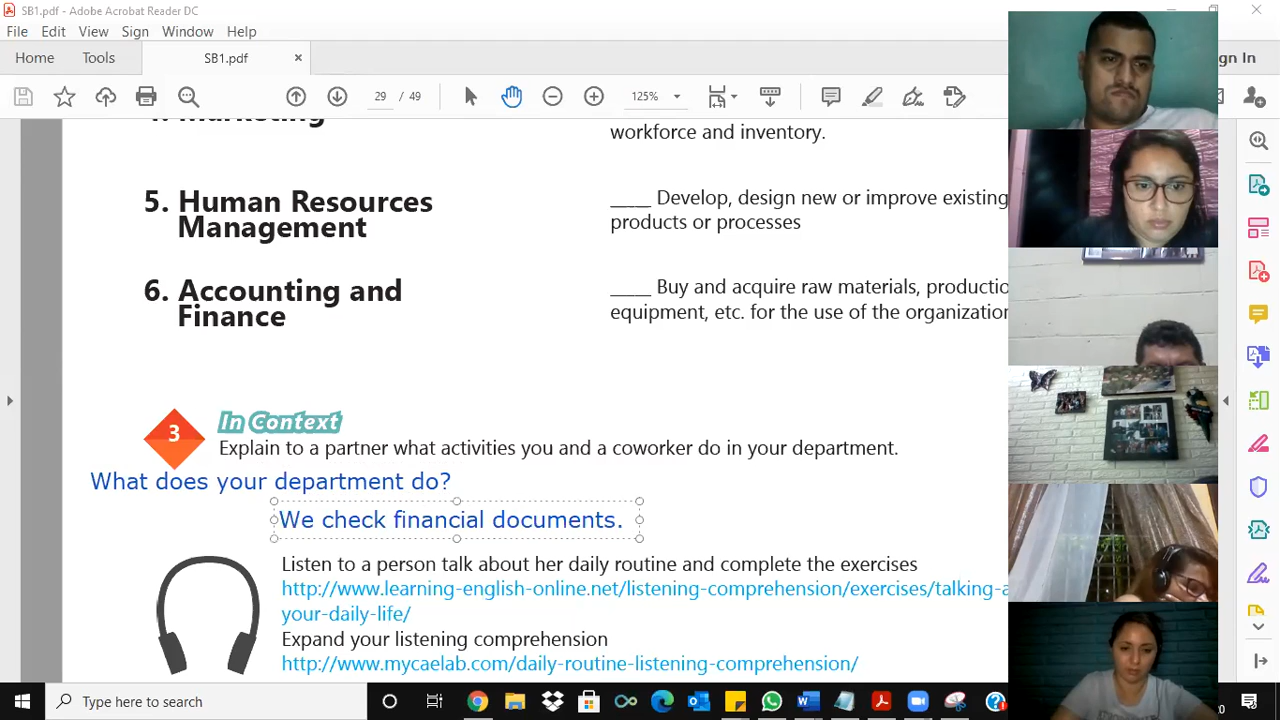 SB1.pdf - Adobe Acrobat Reader DC
File Edit View Sign Window Help
Home Tools SB1.pdf × gn In
29 / 49 125%
workforce and inventory.
5. Human Resources
Management
____ Develop, design new or improve existing
products or processes
6. Accounting and
Finance
____ Buy and acquire raw materials, productio
equipment, etc. for the use of the organization
3 In Context
Explain to a partner what activities you and a coworker do in your department.
What does your department do?
We check financial documents.
Listen to a person talk about her daily routine and complete the exercises
http://www.learning-english-online.net/listening-comprehension/exercises/talking-a
your-daily-life/
Expand your listening comprehension
http://www.mycaelab.com/daily-routine-listening-comprehension/
Type here to search